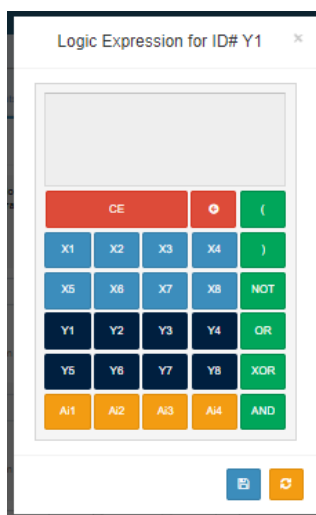 Logic Expression for ID# Y1 ×
CE (
X1 X2 X3 X4 )
X5 X6 X7 X8 NOT
Y1 Y2 Y3 Y4 OR
Y5 Y6 Y7 Y8 XOR
Ai1 Ai2 Ai3 Ai4 AND